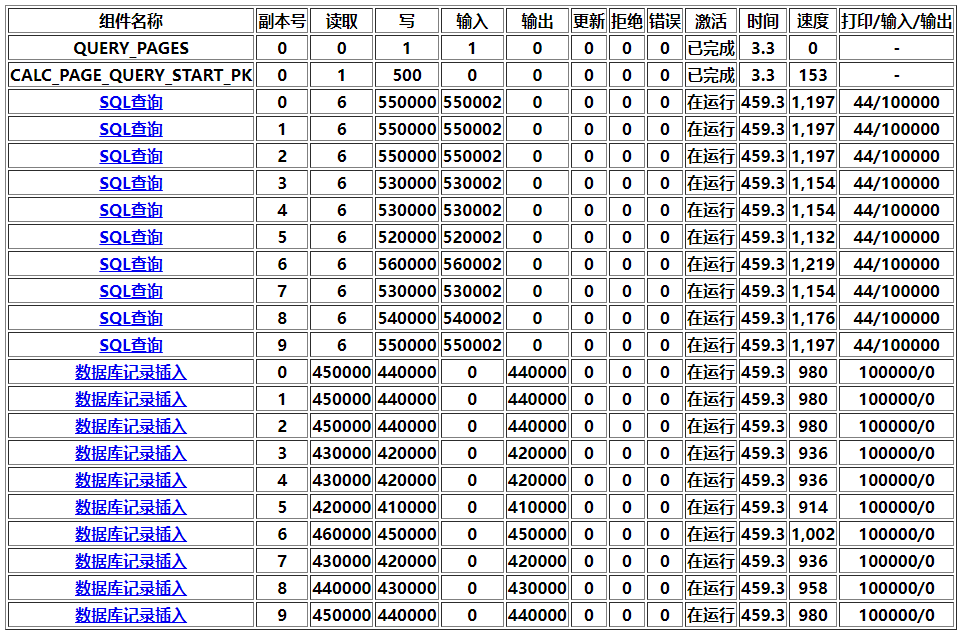 组件名称 副本号 读取 写 输入 输出 更新 拒绝 错误 激活 时间 速度 打印/输入/输出
QUERY_PAGES 0 0 1 1 0 0 0 0 已完成 3.3 0 -
CALC_PAGE_QUERY_START_PK 0 1 500 0 0 0 0 0 已完成 3.3 153 -
SQL查询 0 6 550000 550002 0 0 0 0 在运行 459.3 1,197 44/100000
SQL查询 1 6 550000 550002 0 0 0 0 在运行 459.3 1,197 44/100000
SQL查询 2 6 550000 550002 0 0 0 0 在运行 459.3 1,197 44/100000
SQL查询 3 6 530000 530002 0 0 0 0 在运行 459.3 1,154 44/100000
SQL查询 4 6 530000 530002 0 0 0 0 在运行 459.3 1,154 44/100000
SQL查询 5 6 520000 520002 0 0 0 0 在运行 459.3 1,132 44/100000
SQL查询 6 6 560000 560002 0 0 0 0 在运行 459.3 1,219 44/100000
SQL查询 7 6 530000 530002 0 0 0 0 在运行 459.3 1,154 44/100000
SQL查询 8 6 540000 540002 0 0 0 0 在运行 459.3 1,176 44/100000
SQL查询 9 6 550000 550002 0 0 0 0 在运行 459.3 1,197 44/100000
数据库记录插入 0 450000 440000 0 440000 0 0 0 在运行 459.3 980 100000/0
数据库记录插入 1 450000 440000 0 440000 0 0 0 在运行 459.3 980 100000/0
数据库记录插入 2 450000 440000 0 440000 0 0 0 在运行 459.3 980 100000/0
数据库记录插入 3 430000 420000 0 420000 0 0 0 在运行 459.3 936 100000/0
数据库记录插入 4 430000 420000 0 420000 0 0 0 在运行 459.3 936 100000/0
数据库记录插入 5 420000 410000 0 410000 0 0 0 在运行 459.3 914 100000/0
数据库记录插入 6 460000 450000 0 450000 0 0 0 在运行 459.3 1,002 100000/0
数据库记录插入 7 430000 420000 0 420000 0 0 0 在运行 459.3 936 100000/0
数据库记录插入 8 440000 430000 0 430000 0 0 0 在运行 459.3 958 100000/0
数据库记录插入 9 450000 440000 0 440000 0 0 0 在运行 459.3 980 100000/0